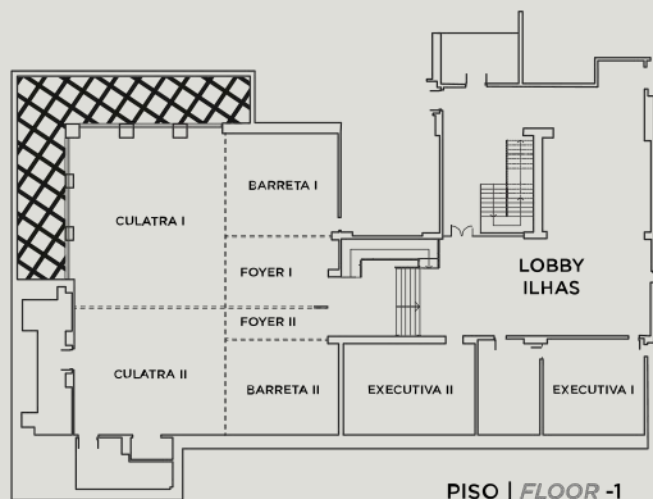 BARRETA I
CULATRA I
FOYER I
LOBBY
ILHAS
FOYER II
CULATRA II
BARRETA II
EXECUTIVA II
EXECUTIVA I
PISO | FLOOR -1